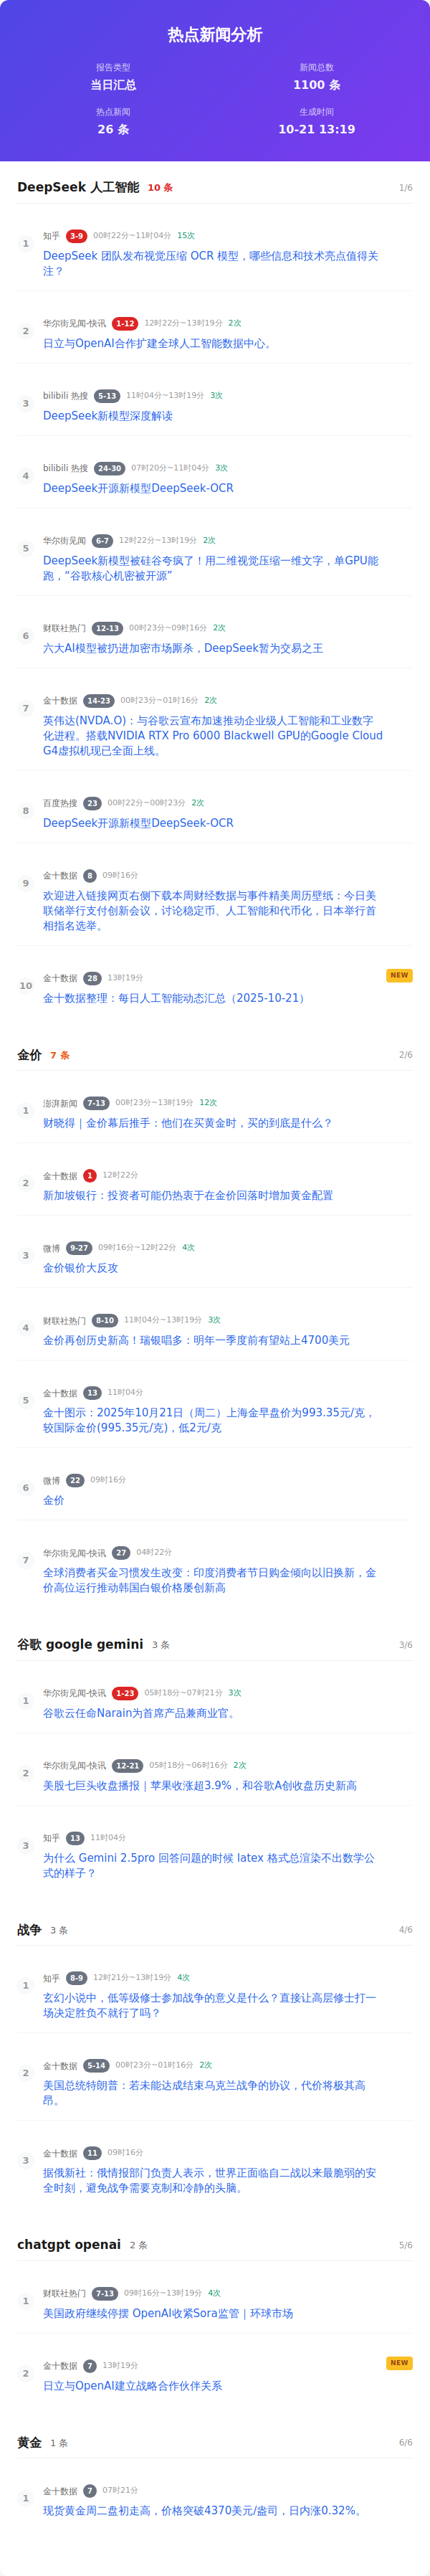 热点新闻分析
报告类型
新闻总数
当日汇总
1100 条
热点新闻
生成时间
26 条
10-21 13:19
DeepSeek 人工智能 10 条 1/6
1
知乎 3-9 00时22分~11时04分 15次
DeepSeek 团队发布视觉压缩 OCR 模型，哪些信息和技术亮点值得关
注？
2
华尔街见闻-快讯 1-12 12时22分~13时19分 2次
日立与OpenAI合作扩建全球人工智能数据中心。
3
bilibili 热搜 5-13 11时04分~13时19分 3次
DeepSeek新模型深度解读
4
bilibili 热搜 24-30 07时20分~11时04分 3次
DeepSeek开源新模型DeepSeek-OCR
5
华尔街见闻 6-7 12时22分~13时19分 2次
DeepSeek新模型被硅谷夸疯了！用二维视觉压缩一维文字，单GPU能
跑，“谷歌核心机密被开源”
6
财联社热门 12-13 00时23分~09时16分 2次
六大AI模型被扔进加密市场厮杀，DeepSeek暂为交易之王
7
金十数据 14-23 00时23分~01时16分 2次
英伟达(NVDA.O)：与谷歌云宣布加速推动企业级人工智能和工业数字
化进程。搭载NVIDIA RTX Pro 6000 Blackwell GPU的Google Cloud
G4虚拟机现已全面上线。
8
百度热搜 23 00时22分~00时23分 2次
DeepSeek开源新模型DeepSeek-OCR
9
金十数据 8 09时16分
欢迎进入链接网页右侧下载本周财经数据与事件精美周历壁纸：今日美
联储举行支付创新会议，讨论稳定币、人工智能和代币化，日本举行首
相指名选举。
10
金十数据 28 13时19分 NEW
金十数据整理：每日人工智能动态汇总（2025-10-21）
金价 7 条 2/6
1
澎湃新闻 7-13 00时23分~13时19分 12次
财晓得｜金价幕后推手：他们在买黄金时，买的到底是什么？
2
金十数据 1 12时22分
新加坡银行：投资者可能仍热衷于在金价回落时增加黄金配置
3
微博 9-27 09时16分~12时22分 4次
金价银价大反攻
4
财联社热门 8-10 11时04分~13时19分 3次
金价再创历史新高！瑞银唱多：明年一季度前有望站上4700美元
5
金十数据 13 11时04分
金十图示：2025年10月21日（周二）上海金早盘价为993.35元/克，
较国际金价(995.35元/克)，低2元/克
6
微博 22 09时16分
金价
7
华尔街见闻-快讯 27 04时22分
全球消费者买金习惯发生改变：印度消费者节日购金倾向以旧换新，金
价高位运行推动韩国白银价格屡创新高
谷歌 google gemini 3 条 3/6
1
华尔街见闻-快讯 1-23 05时18分~07时21分 3次
谷歌云任命Narain为首席产品兼商业官。
2
华尔街见闻-快讯 12-21 05时18分~06时16分 2次
美股七巨头收盘播报｜苹果收涨超3.9%，和谷歌A创收盘历史新高
3
知乎 13 11时04分
为什么 Gemini 2.5pro 回答问题的时候 latex 格式总渲染不出数学公
式的样子？
战争 3 条 4/6
1
知乎 8-9 12时21分~13时19分 4次
玄幻小说中，低等级修士参加战争的意义是什么？直接让高层修士打一
场决定胜负不就行了吗？
2
金十数据 5-14 00时23分~01时16分 2次
美国总统特朗普：若未能达成结束乌克兰战争的协议，代价将极其高
昂。
3
金十数据 11 09时16分
据俄新社：俄情报部门负责人表示，世界正面临自二战以来最脆弱的安
全时刻，避免战争需要克制和冷静的头脑。
chatgpt openai 2 条 5/6
1
财联社热门 7-13 09时16分~13时19分 4次
美国政府继续停摆 OpenAI收紧Sora监管｜环球市场
2
金十数据 7 13时19分 NEW
日立与OpenAI建立战略合作伙伴关系
黄金 1 条 6/6
1
金十数据 7 07时21分
现货黄金周二盘初走高，价格突破4370美元/盎司，日内涨0.32%。